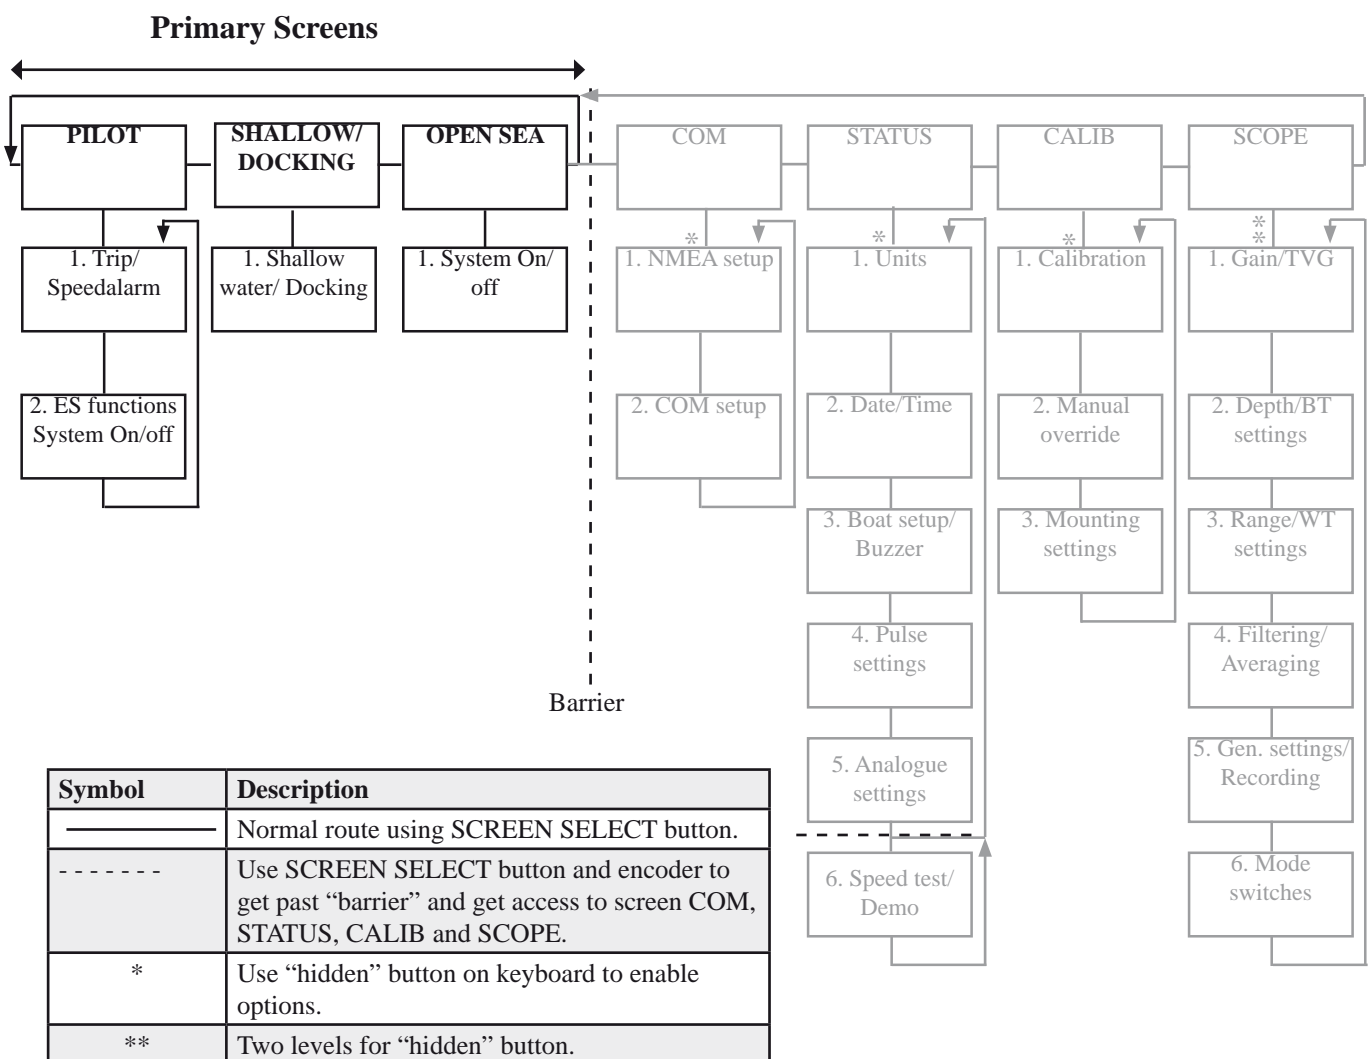 Primary Screens
PILOT
SHALLOW/
DOCKING
OPEN SEA
COM
STATUS
CALIB
SCOPE
*
*
*
*
*
1. Trip/
Speedalarm
1. Shallow
water/ Docking
1. System On/
off
1. NMEA setup
1. Units
1. Calibration
1. Gain/TVG
2. ES functions
System On/off
2. COM setup
2. Date/Time
2. Manual
override
2. Depth/BT
settings
3. Boat setup/
Buzzer
3. Mounting
settings
3. Range/WT
settings
4. Pulse
settings
4. Filtering/
Averaging
Barrier
5. Analogue
settings
5. Gen. settings/
Recording
6. Speed test/
Demo
6. Mode
switches
Symbol Description
Normal route using SCREEN SELECT button.
- - - - - - - Use SCREEN SELECT button and encoder to
get past “barrier” and get access to screen COM,
STATUS, CALIB and SCOPE.
* Use “hidden” button on keyboard to enable
options.
** Two levels for “hidden” button.